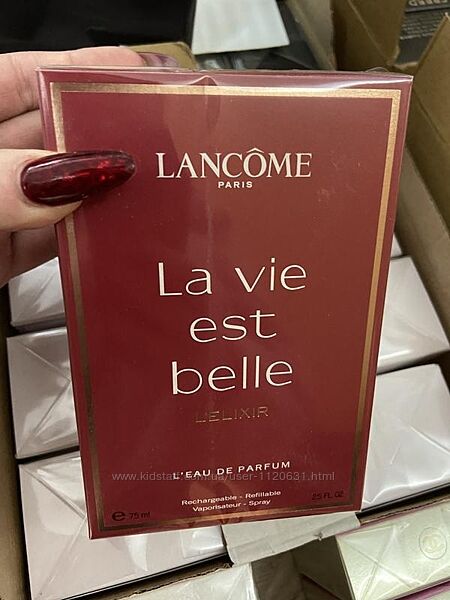 LANCÔME
PARIS
La vie
est
belle
L'ELIXIR
L'EAU DE PARFUM
www.kidstaff.com.ua/user-1120631.html
Rechargeable - Refillable
Vaporisateur - Spray
e 75 ml 2.5 FL. OZ